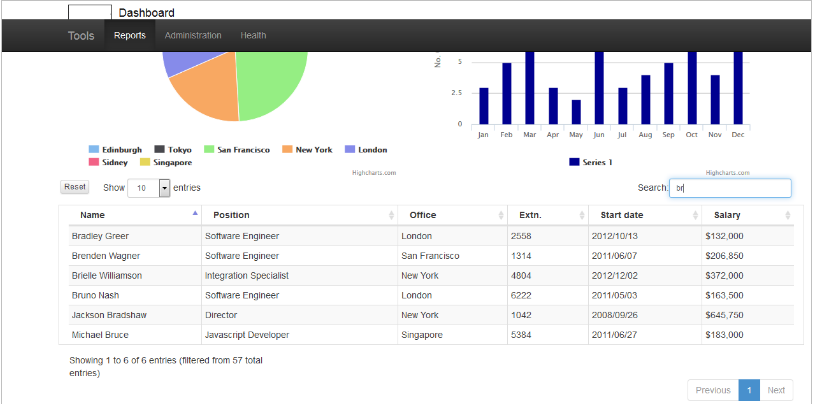 Dashboard
Tools Reports Administration Health
No.
5
2.5
0
Jan Feb Mar Apr May Jun Jul Aug Sep Oct Nov Dec
Edinburgh Tokyo San Francisco New York London
Sidney Singapore
Series 1
Highcharts.com Highcharts.com
Reset Show 10 entries Search: br
Name Position Office Extn. Start date Salary
Bradley Greer Software Engineer London 2558 2012/10/13 $132,000
Brenden Wagner Software Engineer San Francisco 1314 2011/06/07 $206,850
Brielle Williamson Integration Specialist New York 4804 2012/12/02 $372,000
Bruno Nash Software Engineer London 6222 2011/05/03 $163,500
Jackson Bradshaw Director New York 1042 2008/09/26 $645,750
Michael Bruce Javascript Developer Singapore 5384 2011/06/27 $183,000
Showing 1 to 6 of 6 entries (filtered from 57 total
entries)
Previous 1 Next